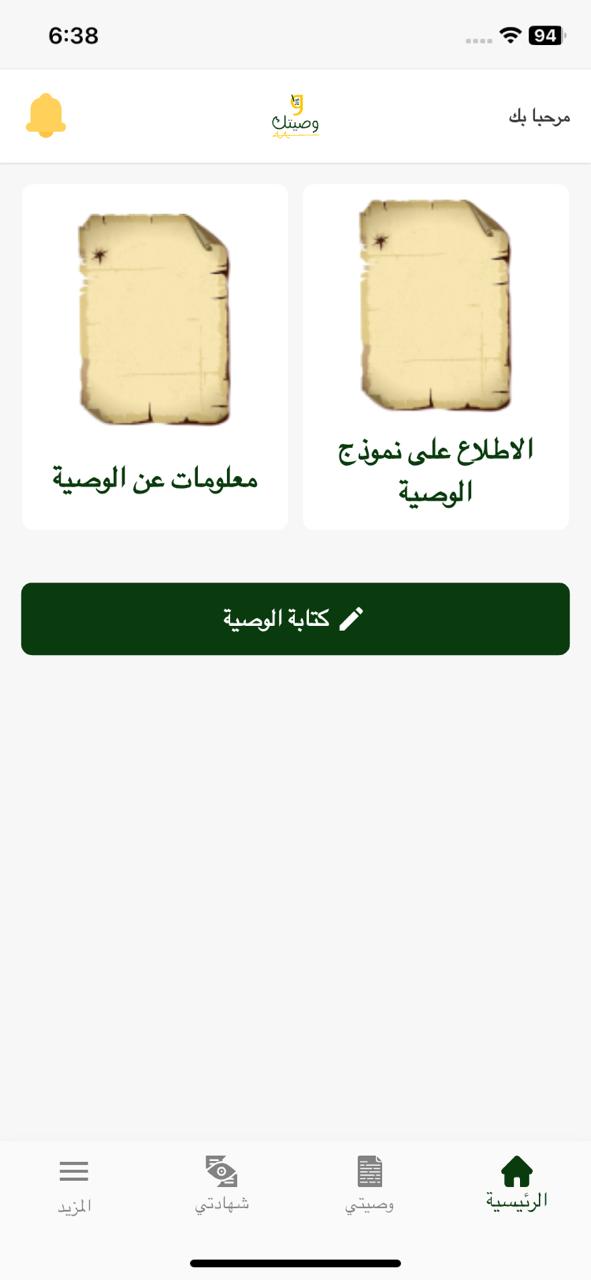 6:38
94
مرحبا بك
وصيتك
الاطلاع على نموذج
الوصية
معلومات عن الوصية
كتابة الوصية
الرئيسية
وصيتي
شهادتي
المزيد